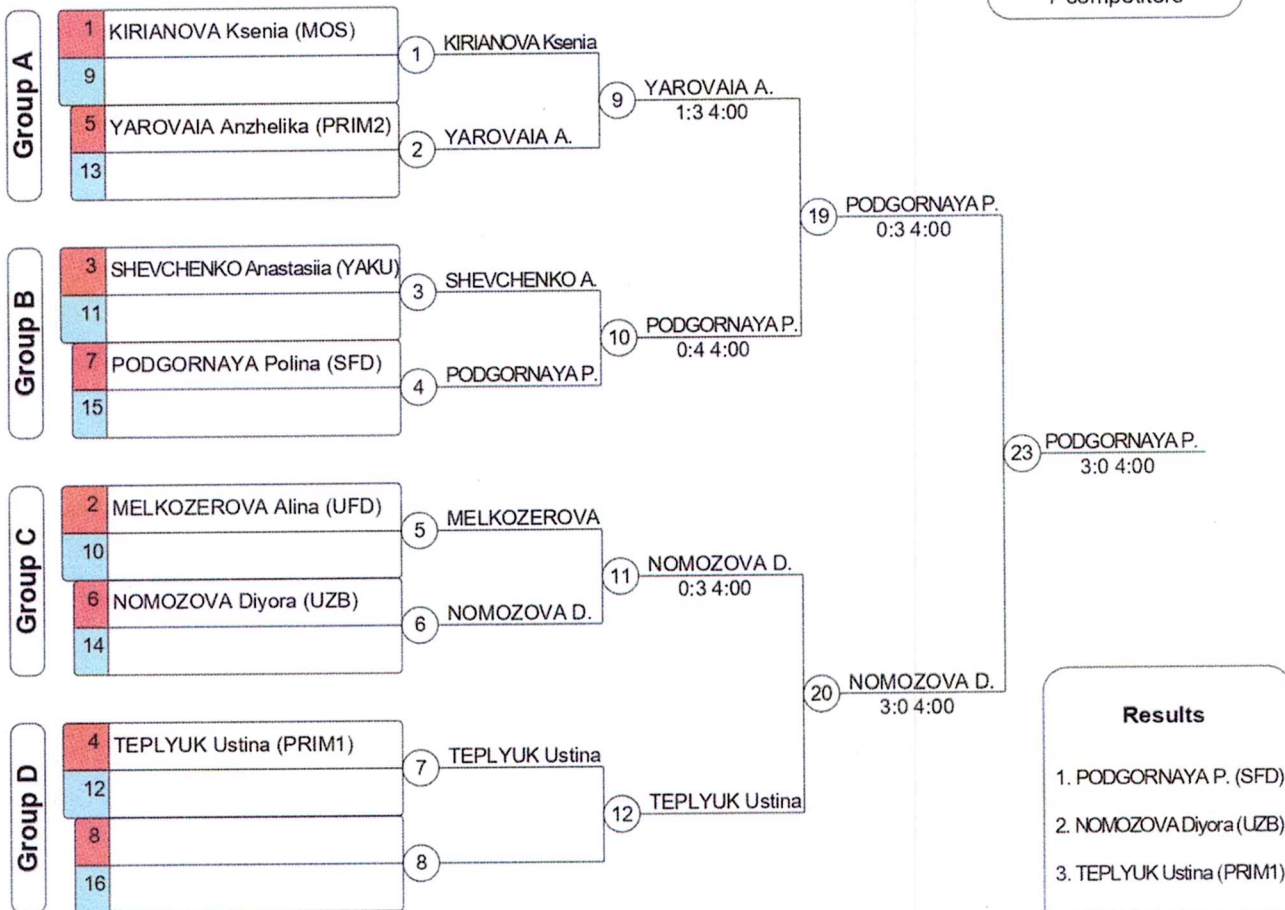 7 competitors
Group A
1 KIRIANOVA Ksenia (MOS)
9
5 YAROVAIA Anzhelika (PRIM2)
13
1 KIRIANOVA Ksenia
2 YAROVAIA A.
9 YAROVAIA A.
1:3 4:00
Group B
3 SHEVCHENKO Anastasiia (YAKU)
11
7 PODGORNAYA Polina (SFD)
15
3 SHEVCHENKO A.
4 PODGORNAYA P.
10 PODGORNAYA P.
0:4 4:00
19 PODGORNAYA P.
0:3 4:00
Group C
2 MELKOZEROVA Alina (UFD)
10
6 NOMOZOVA Diyora (UZB)
14
5 MELKOZEROVA
6 NOMOZOVA D.
11 NOMOZOVA D.
0:3 4:00
Group D
4 TEPLYUK Ustina (PRIM1)
12
8
16
7 TEPLYUK Ustina
8
12 TEPLYUK Ustina
20 NOMOZOVA D.
3:0 4:00
23 PODGORNAYA P.
3:0 4:00
Results
1. PODGORNAYA P. (SFD)
2. NOMOZOVA Diyora (UZB)
3. TEPLYUK Ustina (PRIM1)